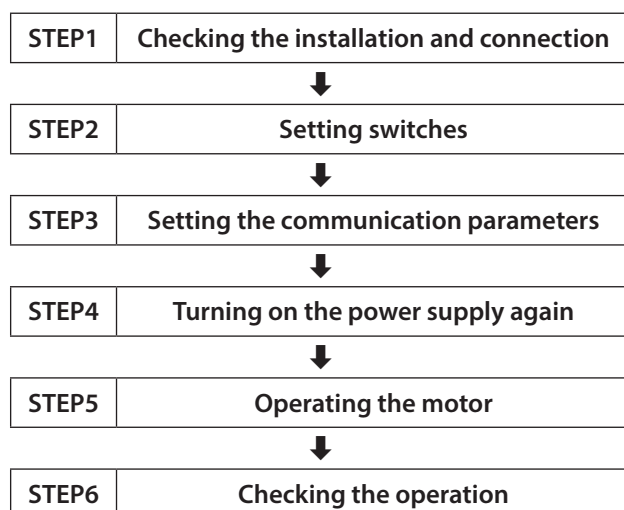 STEP1 Checking the installation and connection
STEP2 Setting switches
STEP3 Setting the communication parameters
STEP4 Turning on the power supply again
STEP5 Operating the motor
STEP6 Checking the operation